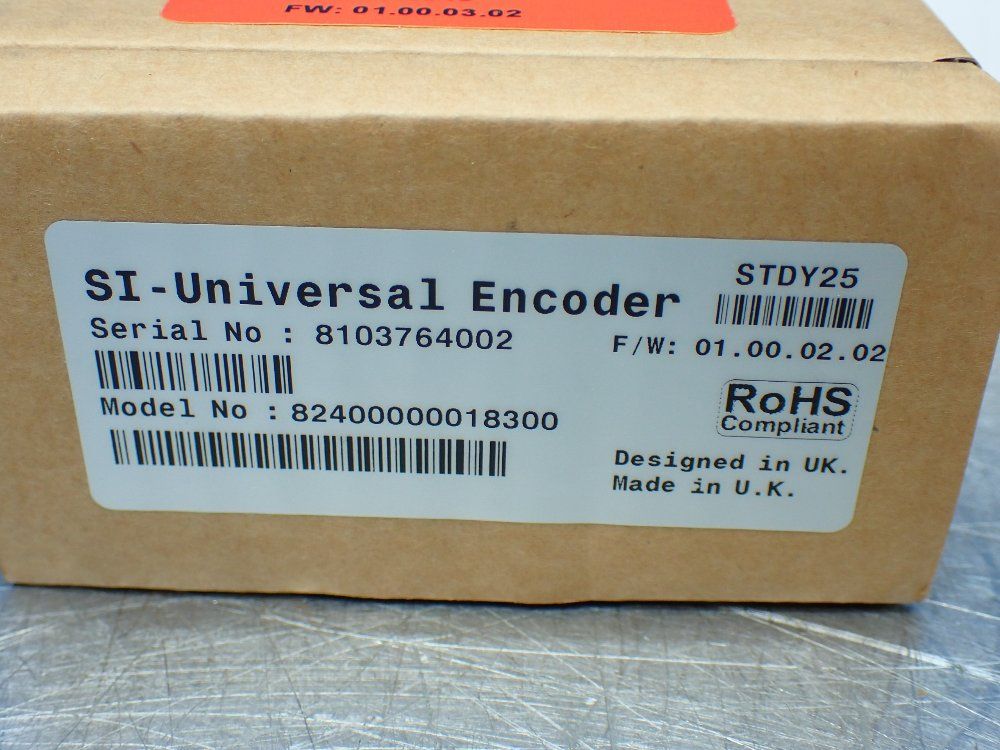 FW: 01.00.03.02
SI-Universal Encoder
STDY25
Serial No : 8103764002
F/W: 01.00.02.02
Model No : 82400000018300
RoHS
Compliant
Designed in UK.
Made in U.K.